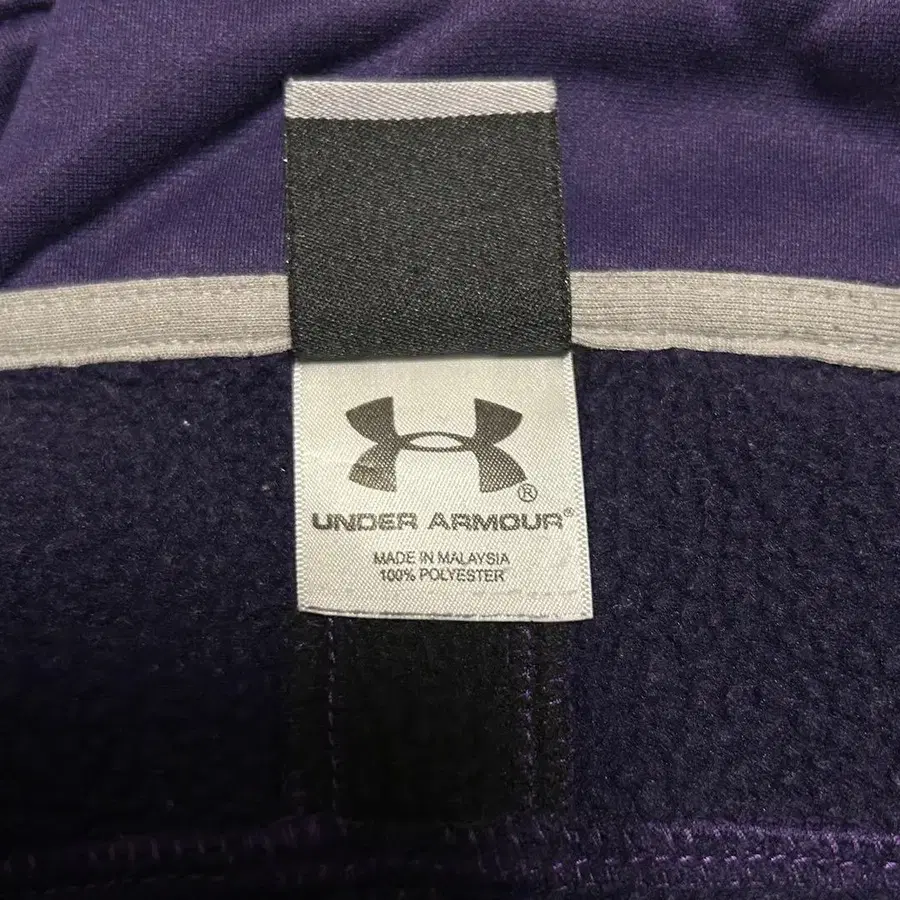 ®
UNDER ARMOUR®
MADE IN MALAYSIA
100% POLYESTER